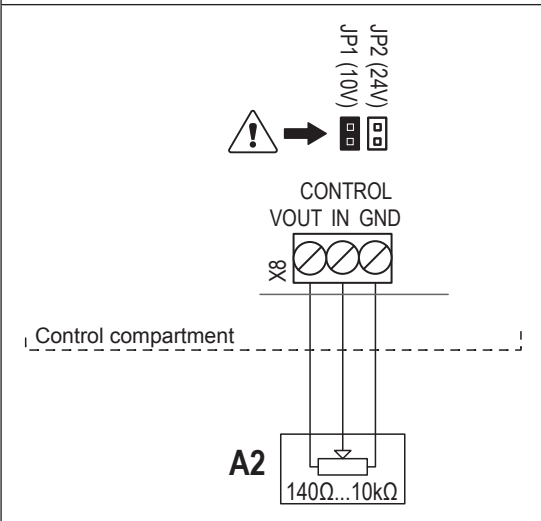 JP1 (10V)
JP2 (24V)
CONTROL
VOUT IN GND
X8
Control compartment
A2
140Ω...10kΩ